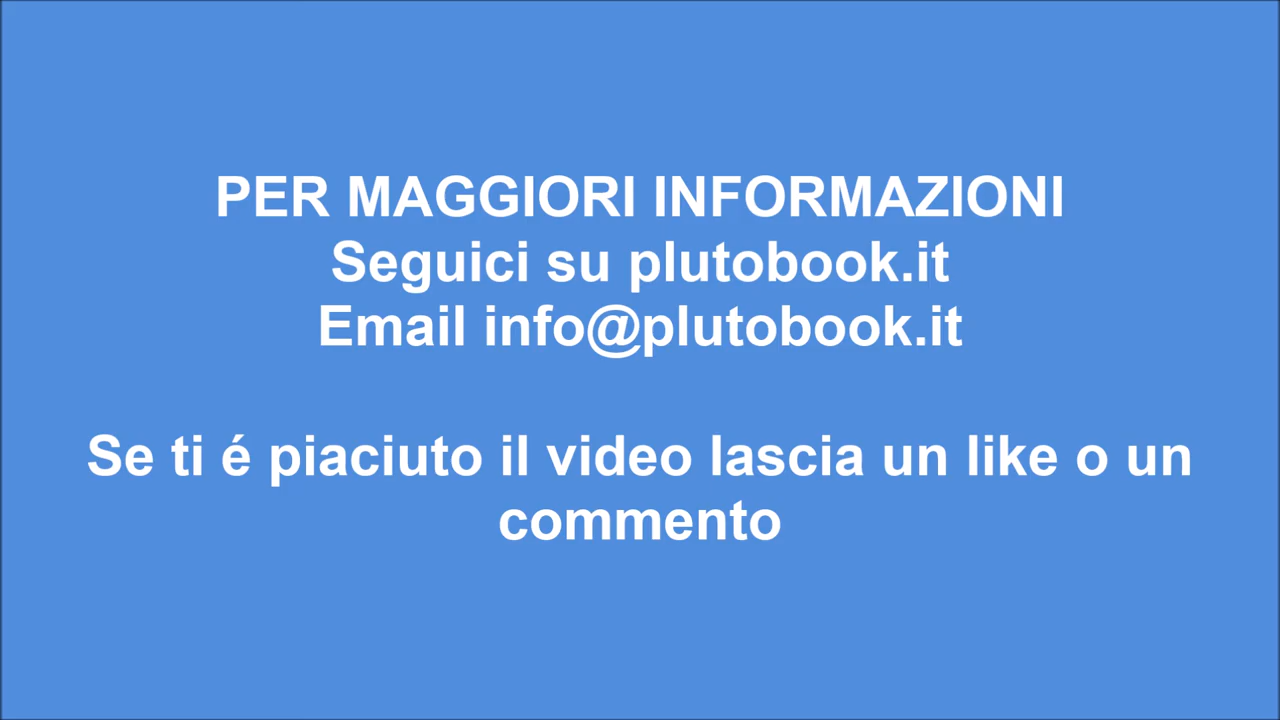 PER MAGGIORI INFORMAZIONI
Seguici su plutobook.it
Email info@plutobook.it
Se ti é piaciuto il video lascia un like o un
commento